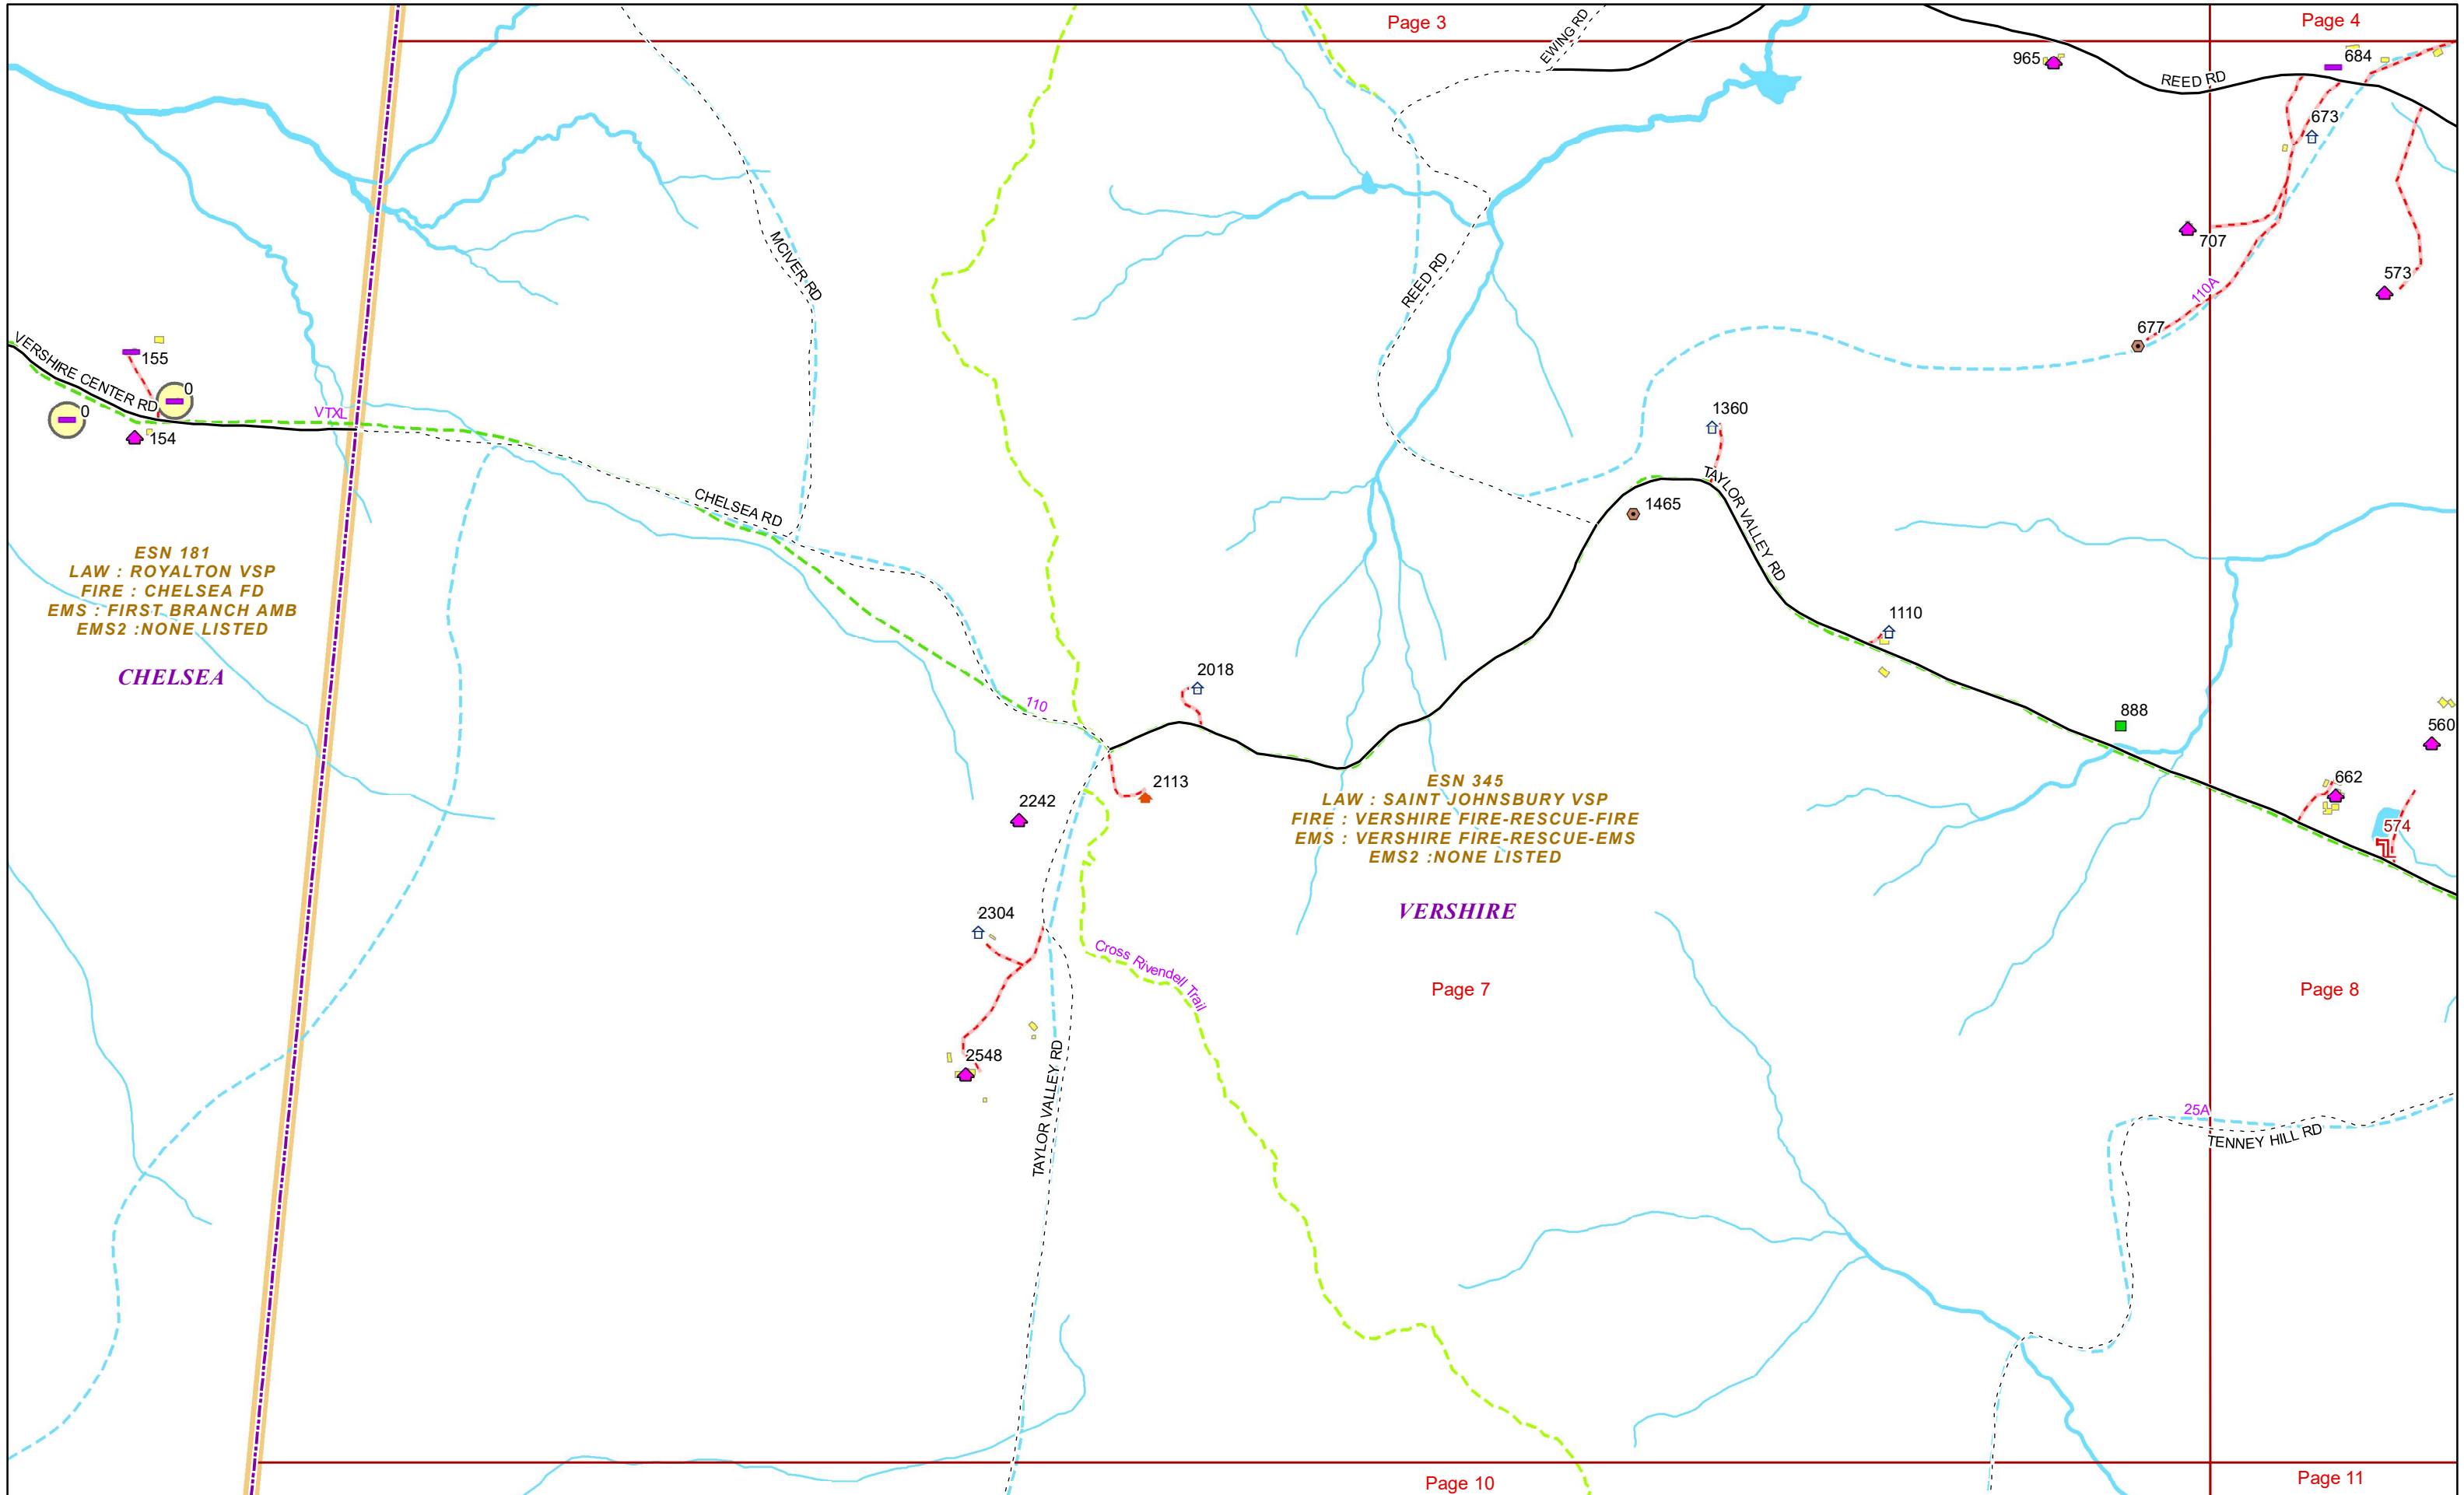 Page 3
Page 4
EWING RD
965
684
REED RD
673
707
573
110A
677
MCIVER RD
REED RD
VERSHIRE CENTER RD
155
0
0
154
VTXL
1360
TAYLOR VALLEY RD
1465
CHELSEA RD
ESN 181
LAW : ROYALTON VSP
FIRE : CHELSEA FD
EMS : FIRST BRANCH AMB
EMS2 :NONE LISTED
CHELSEA
1110
2018
110
888
560
2113
2242
ESN 345
LAW : SAINT JOHNSBURY VSP
FIRE : VERSHIRE FIRE-RESCUE-FIRE
EMS : VERSHIRE FIRE-RESCUE-EMS
EMS2 :NONE LISTED
662
574
VERSHIRE
2304
Cross Rivendell Trail
Page 7
Page 8
2548
TAYLOR VALLEY RD
25A
TENNEY HILL RD
Page 10
Page 11